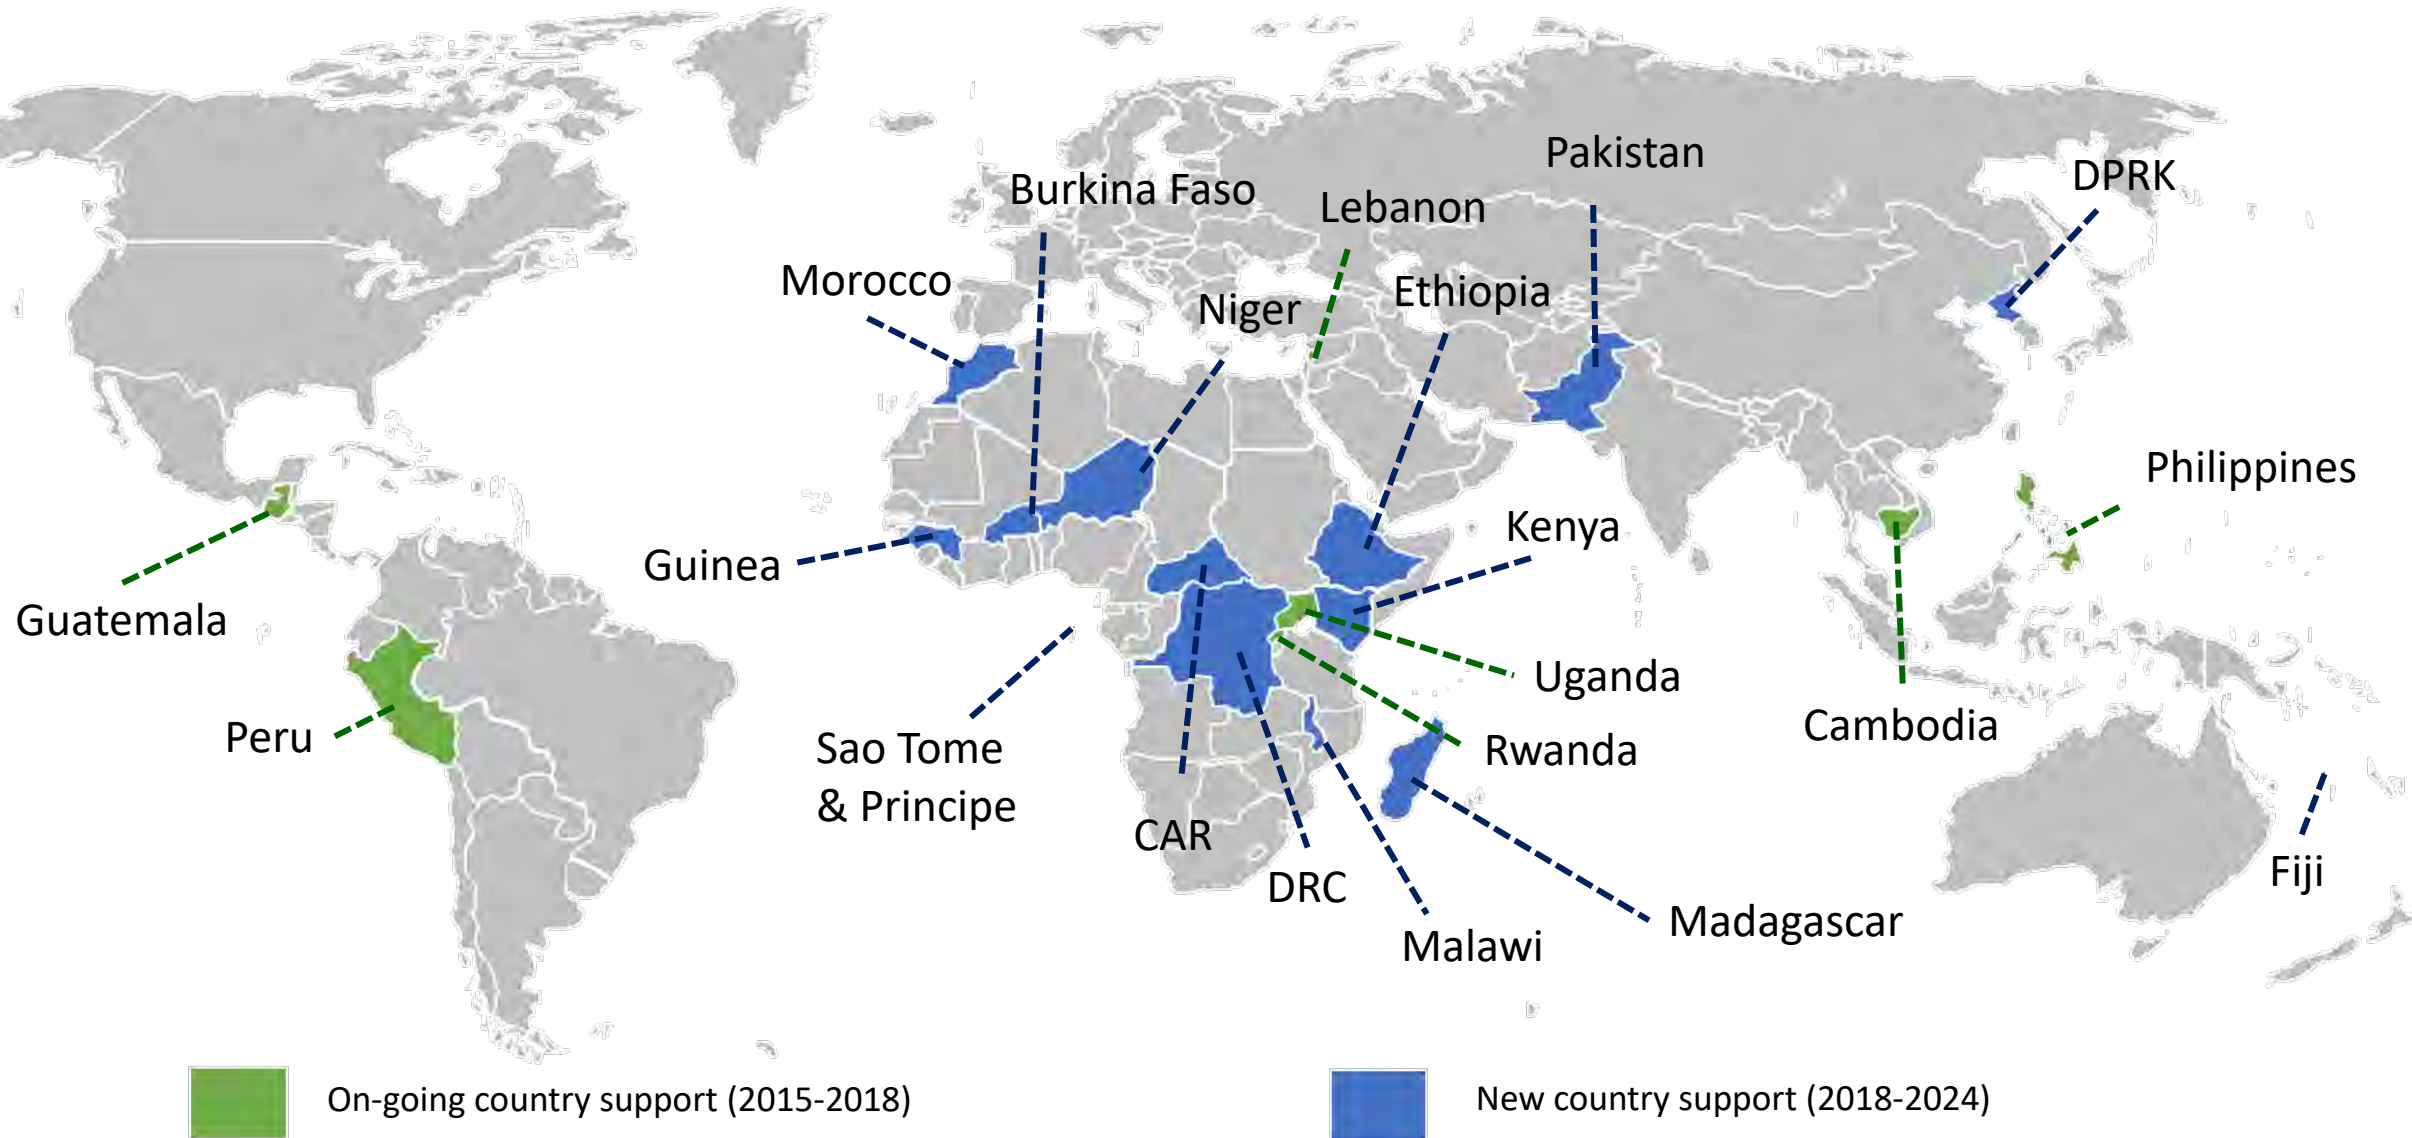 Pakistan
DPRK
Burkina Faso
Lebanon
Morocco
Niger
Ethiopia
Philippines
Kenya
Guinea
Guatemala
Uganda
Cambodia
Peru
Sao Tome
& Principe
Rwanda
CAR
DRC
Fiji
Malawi
Madagascar
On-going country support (2015-2018)
New country support (2018-2024)